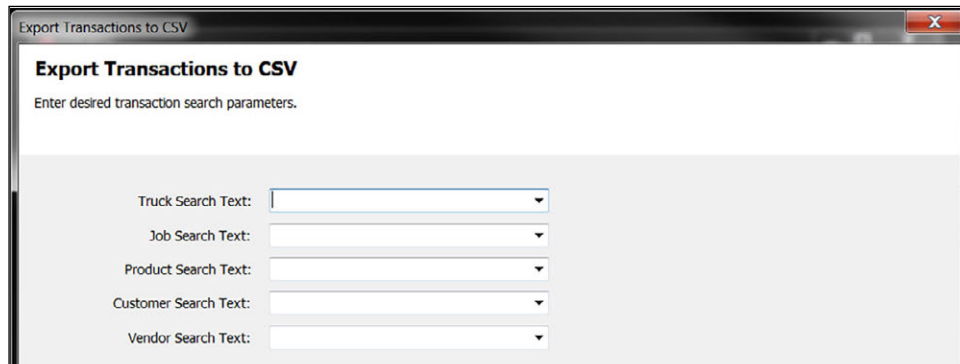 Export Transactions to CSV
Export Transactions to CSV
Enter desired transaction search parameters.
Truck Search Text:
Job Search Text:
Product Search Text:
Customer Search Text:
Vendor Search Text: